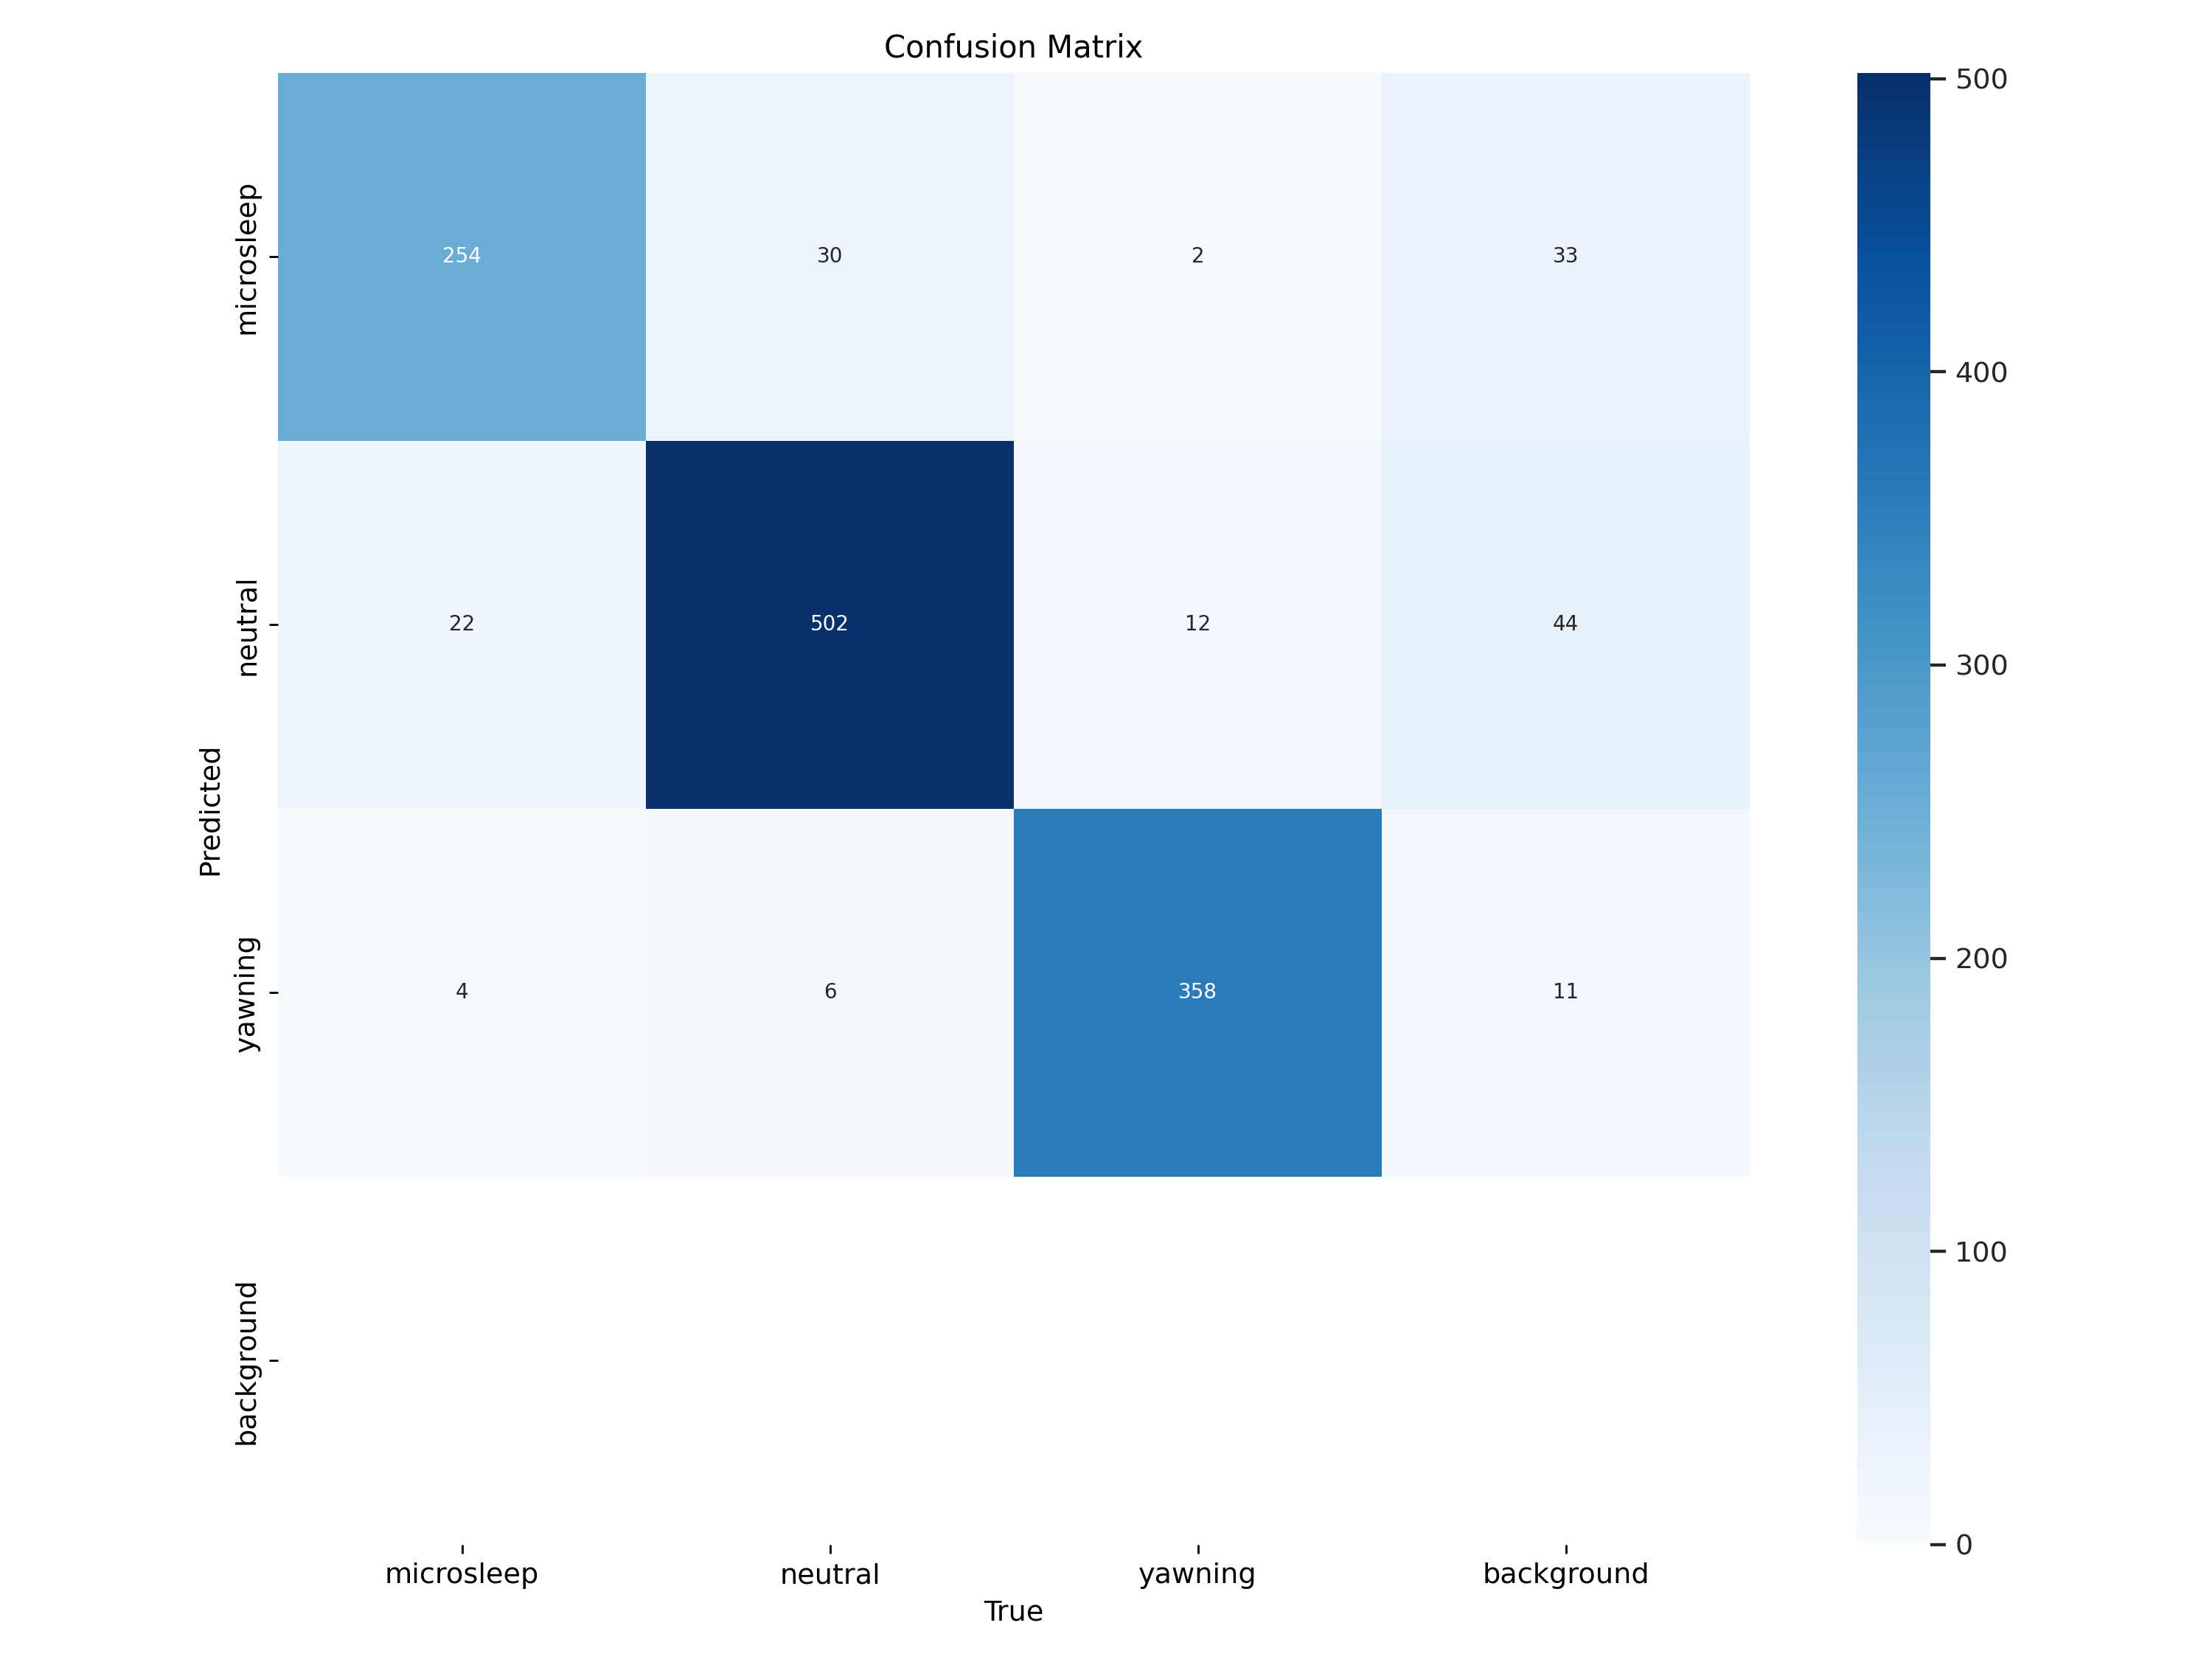 Confusion Matrix
microsleep
254
30
2
33
neutral
22
502
12
44
yawning
4
6
358
11
background
Predicted
microsleep
neutral
yawning
background
True
500
400
300
200
100
0